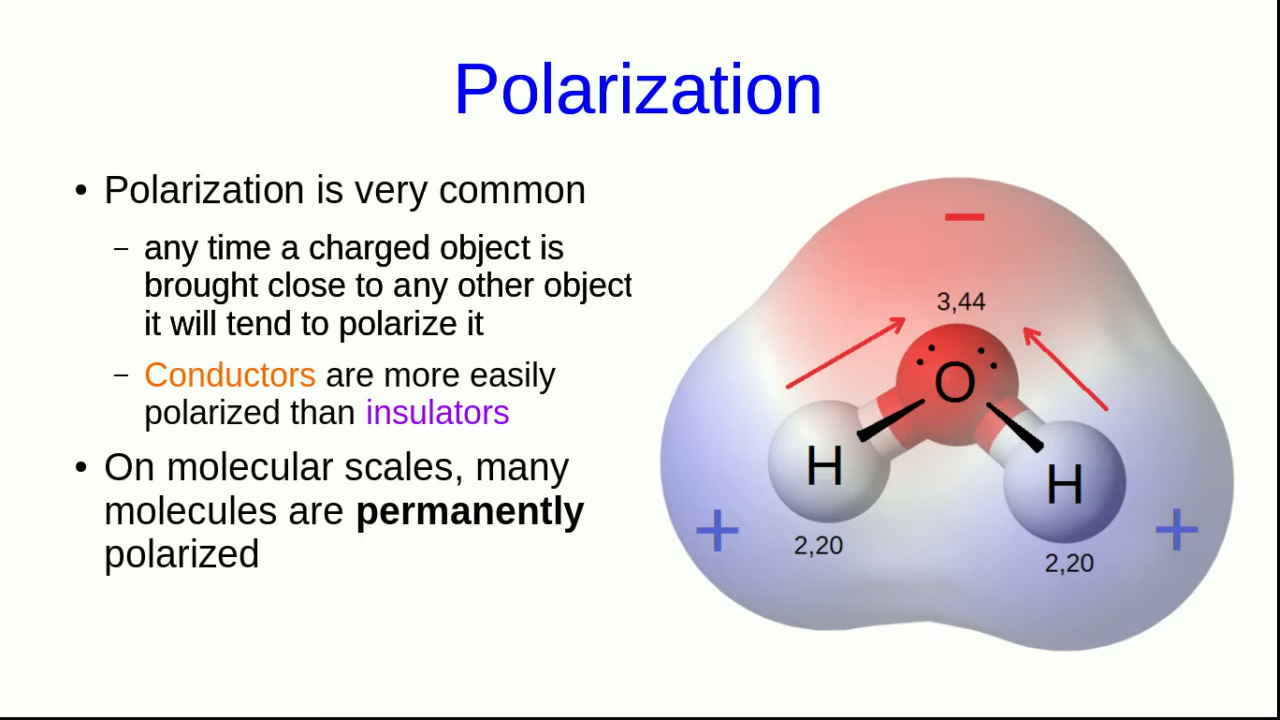 Polarization
• Polarization is very common
– any time a charged object is
brought close to any other object
it will tend to polarize it
– Conductors are more easily
polarized than insulators
• On molecular scales, many
molecules are permanently
polarized
−
3,44
O
H
H
+
+
2,20
2,20